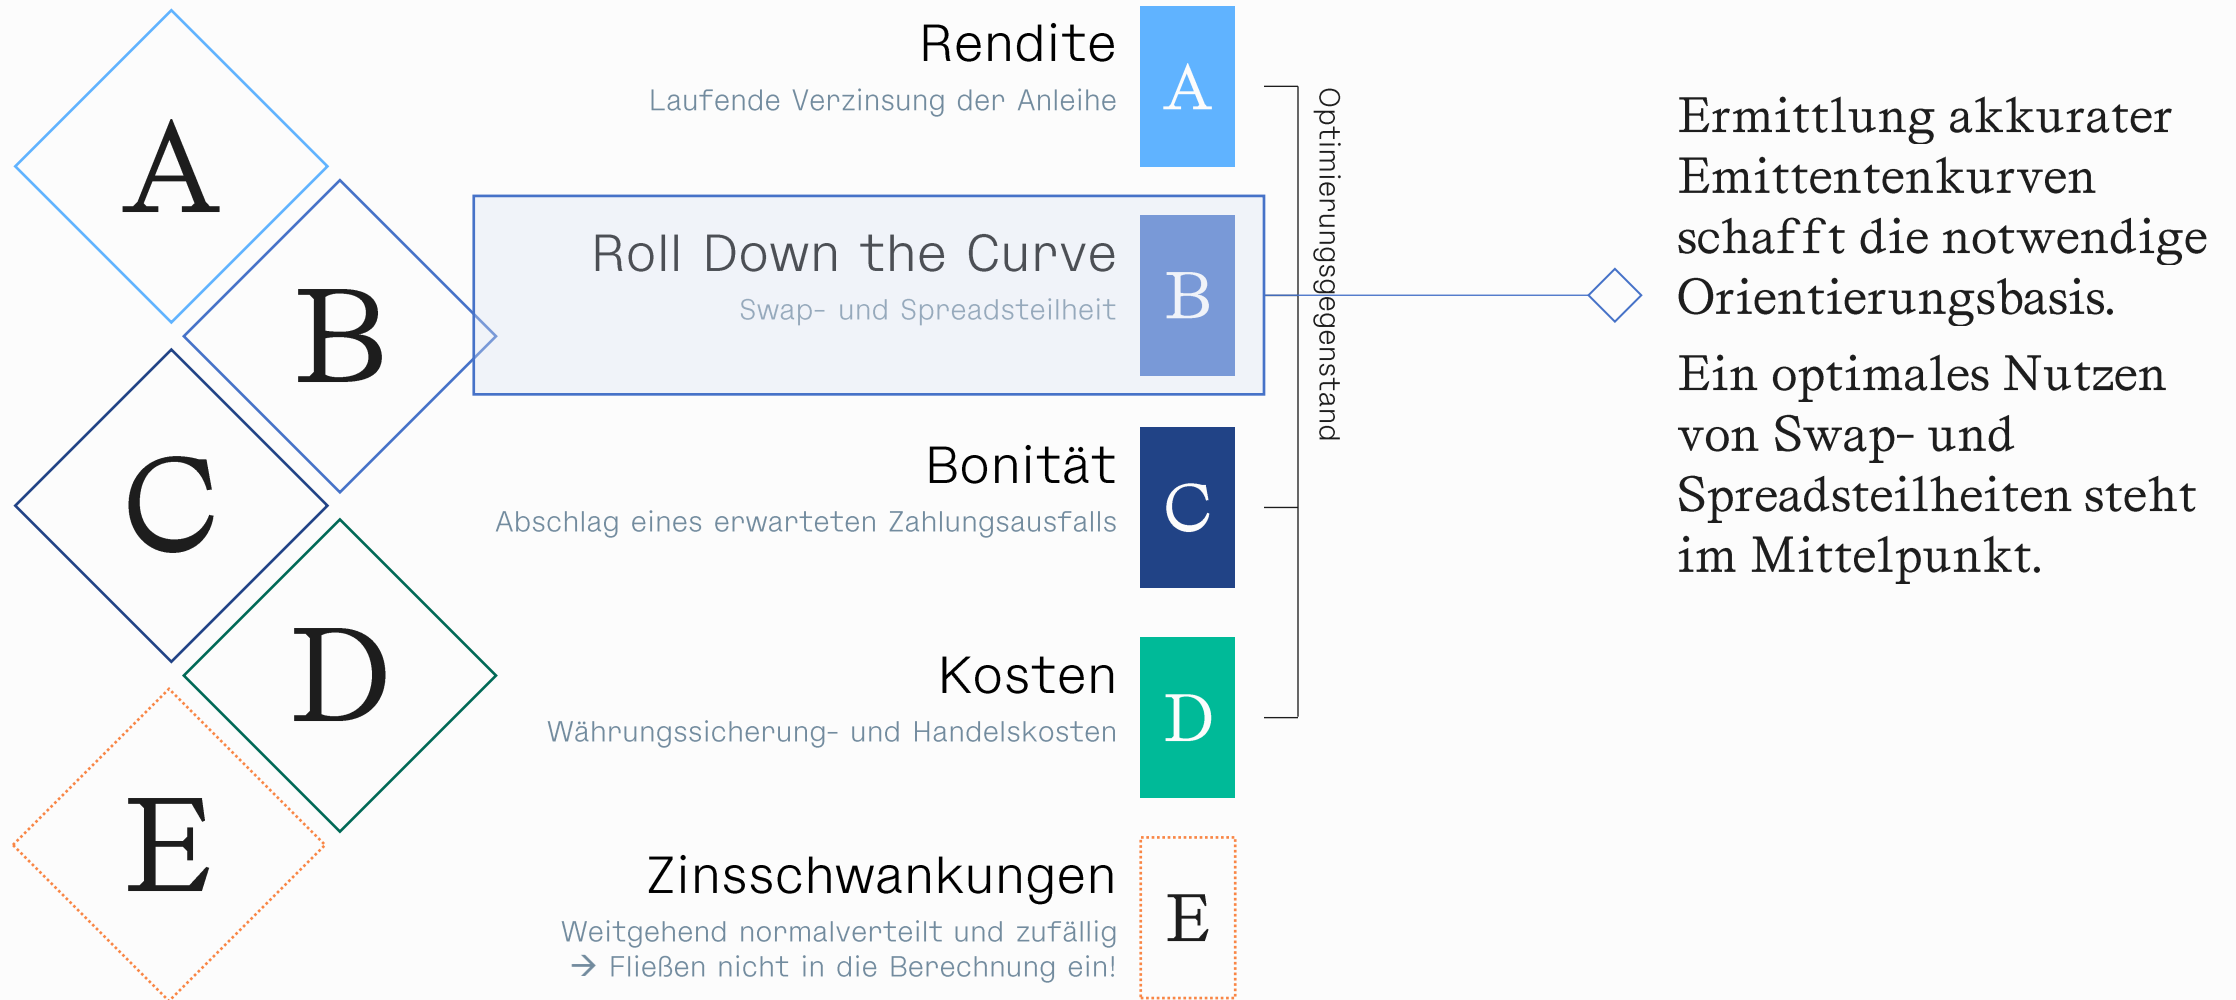 A
B
C
D
E
Rendite
Laufende Verzinsung der Anleihe
A
Roll Down the Curve
Swap- und Spreadsteilheit
B
Bonität
Abschlag eines erwarteten Zahlungsausfalls
C
Kosten
Währungssicherung- und Handelskosten
D
Zinsschwankungen
Weitgehend normalverteilt und zufällig
→ Fließen nicht in die Berechnung ein!
E
Optimierungsgegenstand
Ermittlung akkurater
Emittentenkurven
schafft die notwendige
Orientierungsbasis.
Ein optimales Nutzen
von Swap- und
Spreadsteilheiten steht
im Mittelpunkt.